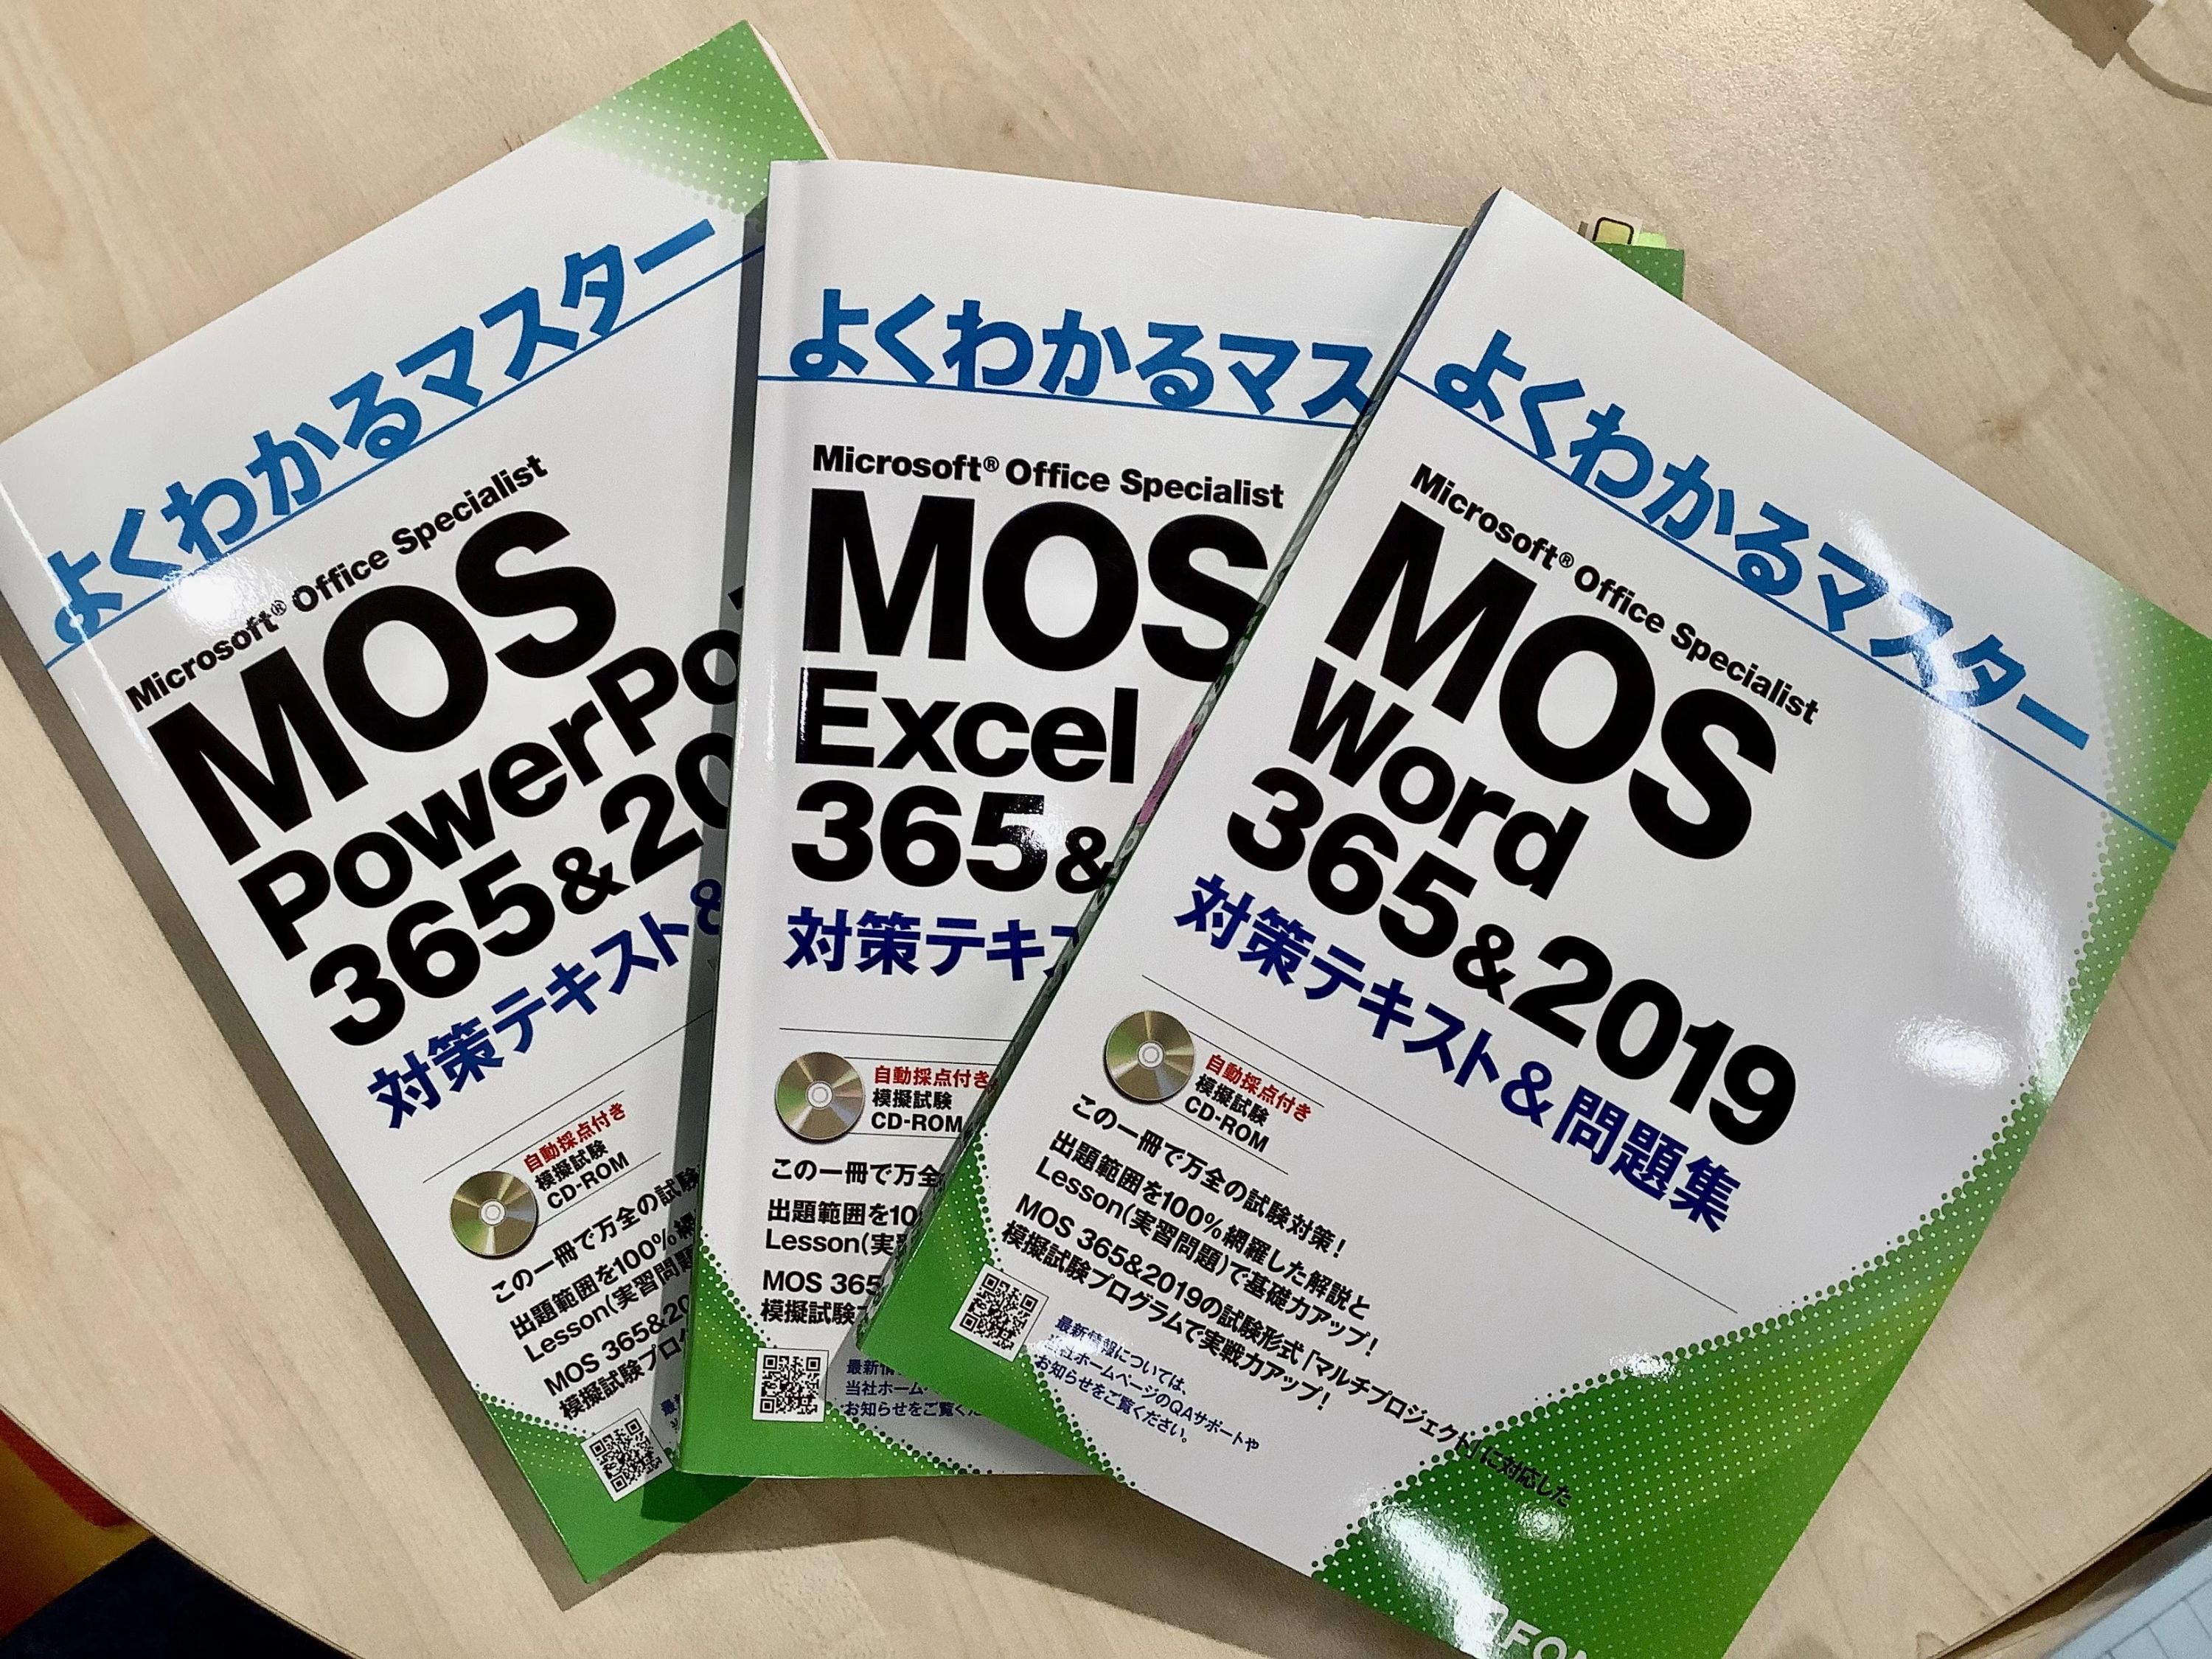 よくわかるマスター
Microsoft® Office Specialist
MOS
PowerPo
365&20
対策テキスト&
自動採点付き
模擬試験
CD-ROM
この一冊で万全の試験
出題範囲を100%網
Lesson(実習問題
MOS 365&20
模擬試験プロ
最
よくわかるマス
Microsoft® Office Specialist
MOS
Excel
365&
対策テキス
自動採点付き
模擬試験
CD-ROM
この一冊で万全
出題範囲を10
Lesson(実習
MOS 365
模擬試験
最新情
当社ホーム
お知らせをご覧くだ
よくわかるマスター
Microsoft® Office Specialist
MOS
Word
365&2019
対策テキスト&問題集
自動採点付き
模擬試験
CD-ROM
この一冊で万全の試験対策!
出題範囲を100%網羅した解説と
Lesson(実習問題)で基礎力アップ!
MOS 365&2019の試験形式「マルチプロジェクト」に対応した
模擬試験プログラムで実戦力アップ!
最新情報については、
当社ホームページのQAサポートや
お知らせをご覧ください。
FOM